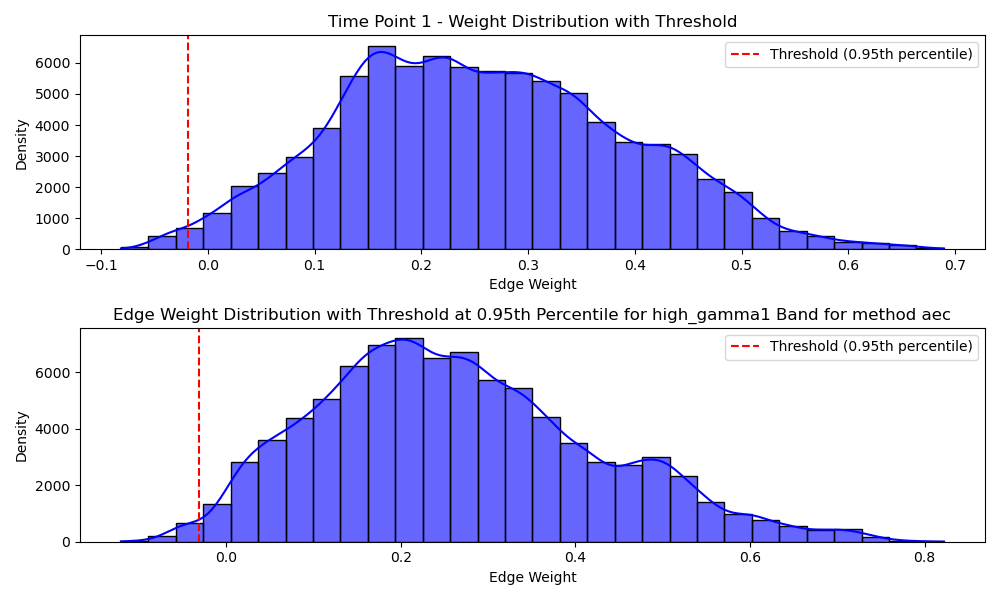 Time Point 1 - Weight Distribution with Threshold
Density
6000
5000
4000
3000
2000
1000
0
Threshold (0.95th percentile)
−0.1 0.0 0.1 0.2 0.3 0.4 0.5 0.6 0.7
Edge Weight
Edge Weight Distribution with Threshold at 0.95th Percentile for high_gamma1 Band for method aec
Density
6000
4000
2000
0
Threshold (0.95th percentile)
0.0 0.2 0.4 0.6 0.8
Edge Weight